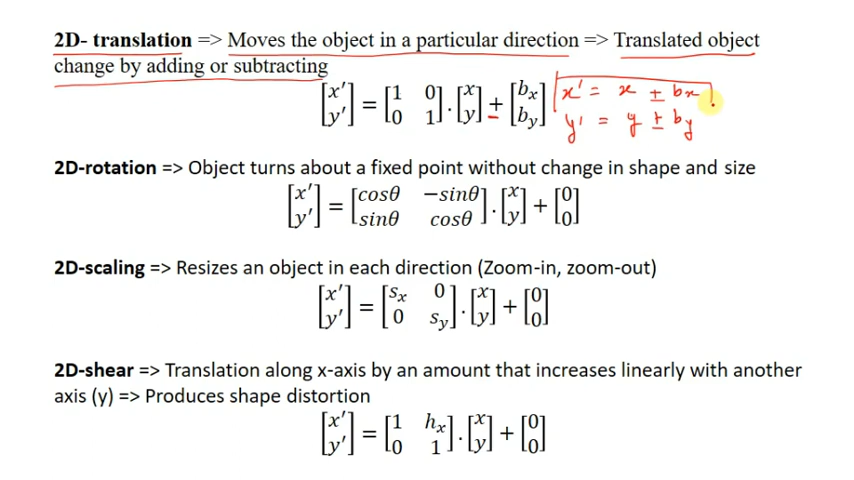 2D- translation => Moves the object in a particular direction => Translated object
change by adding or subtracting
[x′ y′] = [1 0 0 1] . [x y] ± [bx by]
x′ = x ± bx
y′ = y ± by
2D-rotation => Object turns about a fixed point without change in shape and size
[x′ y′] = [cosθ −sinθ sinθ cosθ] . [x y] + [0 0]
2D-scaling => Resizes an object in each direction (Zoom-in, zoom-out)
[x′ y′] = [sx 0 0 sy] . [x y] + [0 0]
2D-shear => Translation along x-axis by an amount that increases linearly with another
axis (y) => Produces shape distortion
[x′ y′] = [1 hx 0 1] . [x y] + [0 0]